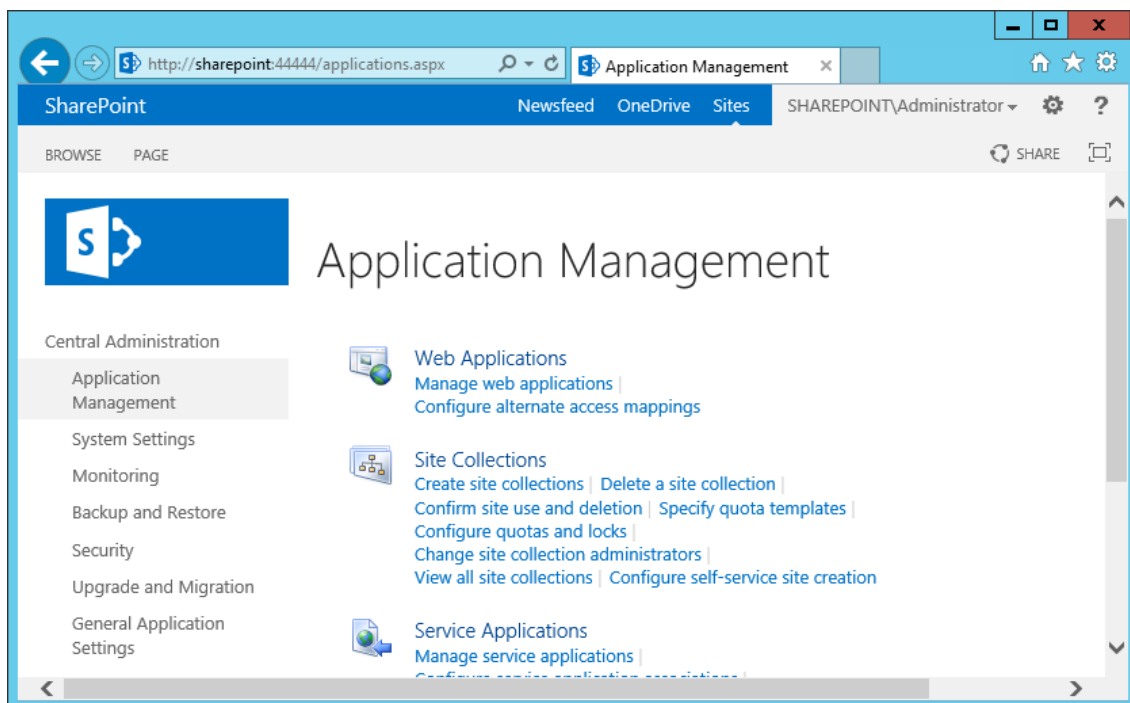 http://sharepoint:44444/applications.aspx
Application Management
SharePoint
Newsfeed OneDrive Sites SHAREPOINT\Administrator ?
BROWSE PAGE
SHARE
S
Application Management
Central Administration
Application
Management
System Settings
Monitoring
Backup and Restore
Security
Upgrade and Migration
General Application
Settings
Web Applications
Manage web applications |
Configure alternate access mappings
Site Collections
Create site collections | Delete a site collection |
Confirm site use and deletion | Specify quota templates |
Configure quotas and locks |
Change site collection administrators |
View all site collections | Configure self-service site creation
Service Applications
Manage service applications |
Configure service application associations |